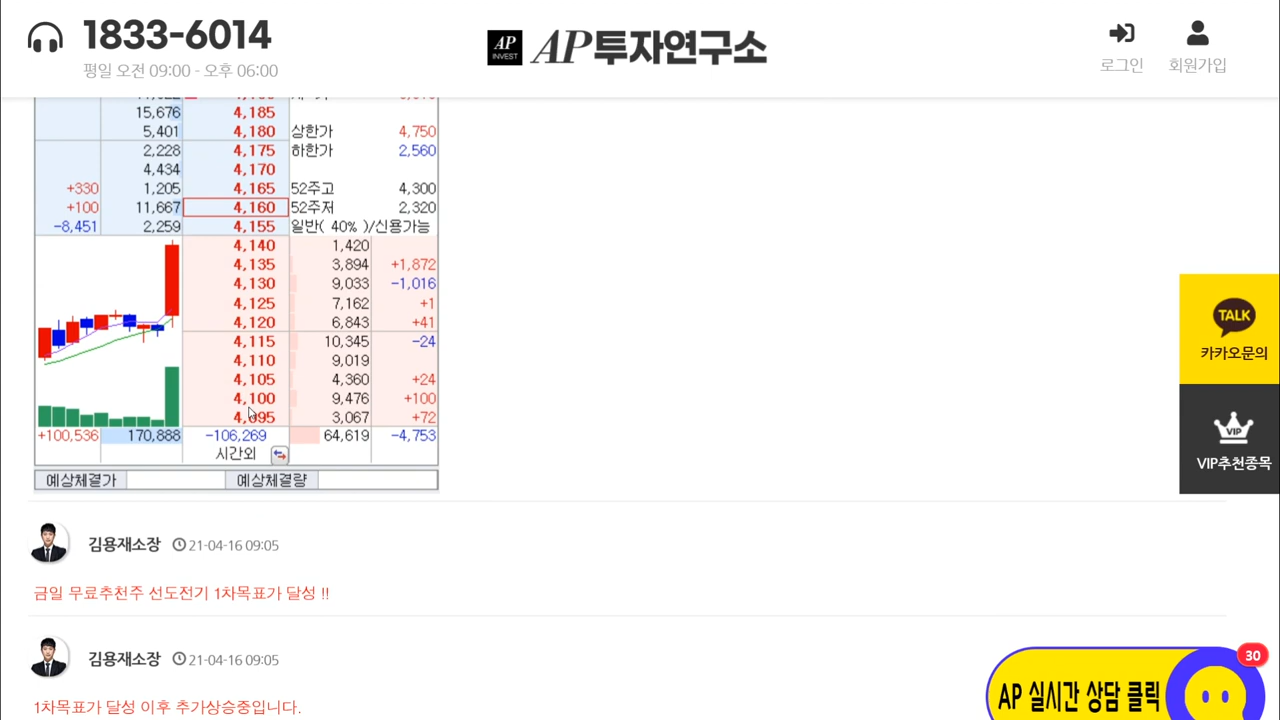 1833-6014
평일 오전 09:00 - 오후 06:00
AP
INVEST
AP투자연구소
로그인
회원가입
15,676 4,185
5,401 4,180 상한가 4,750
2,228 4,175 하한가 2,560
4,434 4,170
+330 1,205 4,165 52주고 4,300
+100 11,667 4,160 52주저 2,320
-8,451 2,259 4,155 일반( 40% )/신용가능
4,140 1,420
4,135 3,894 +1,872
4,130 9,033 -1,016
4,125 7,162 +1
4,120 6,843 +41
4,115 10,345 -24
4,110 9,019
4,105 4,360 +24
4,100 9,476 +100
4,095 3,067 +72
+100,536 170,888 -106,269 64,619 -4,753
시간외
예상체결가 예상체결량
TALK
카카오문의
VIP
VIP추천종목
김용재소장 21-04-16 09:05
금일 무료추천주 선도전기 1차목표가 달성 !!
김용재소장 21-04-16 09:05
1차목표가 달성 이후 추가상승중입니다.
AP 실시간 상담 클릭
30